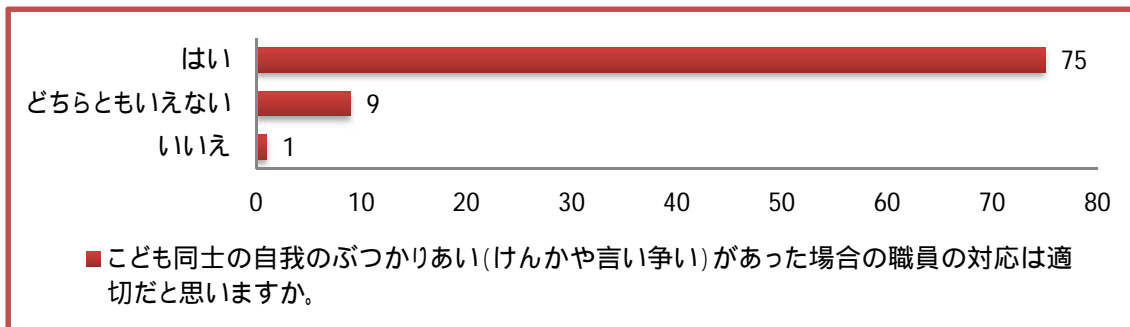 はい 75
どちらともいえない 9
いいえ 1
0 10 20 30 40 50 60 70 80
こども同士の自我のぶつかりあい(けんかや言い争い)があった場合の職員の対応は適
切だと思いますか。